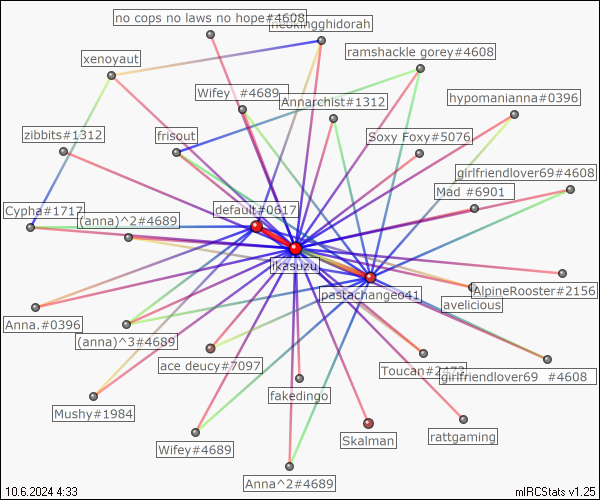 no cops no laws no hope#4608
neokingghidorah
ramshackle gorey#4608
xenoyaut
Wifey #4689
Annarchist#1312
hypomanianna#0396
zibbits#1312
frisout
Soxy Foxy#5076
girlfriendlover69#4608
Mad #6901
Cypha#1717
(anna)^2#4689
default#0617
ikasuzu
pastachangeo41
AlpineRooster#2156
avelicious
Anna.#0396
(anna)^3#4689
ace deucy#7097
Toucan#2473
girlfriendlover69 #4608
fakedingo
Mushy#1984
Skalman
rattgaming
Wifey#4689
Anna^2#4689
10.6.2024 4:33
mIRCStats v1.25